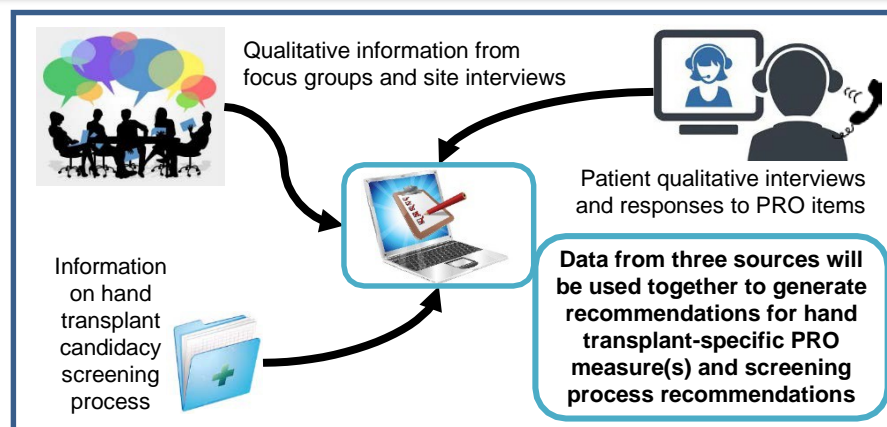 Qualitative information from
focus groups and site interviews
Patient qualitative interviews
and responses to PRO items
Information
on hand
transplant
candidacy
screening
process
Data from three sources will
be used together to generate
recommendations for hand
transplant-specific PRO
measure(s) and screening
process recommendations